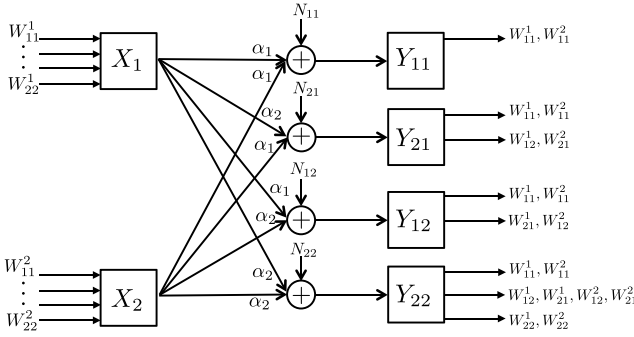 W_{11}^1
⋮
W_{22}^1
X_1
W_{11}^2
⋮
W_{22}^2
X_2
α_1
α_1
α_2
α_1
α_1
α_2
α_2
α_2
N_{11}
+
Y_{11}
W_{11}^1, W_{11}^2
N_{21}
+
Y_{21}
W_{11}^1, W_{11}^2
W_{12}^1, W_{21}^2
N_{12}
+
Y_{12}
W_{11}^1, W_{11}^2
W_{21}^1, W_{12}^2
N_{22}
+
Y_{22}
W_{11}^1, W_{11}^2
W_{12}^1, W_{21}^1, W_{12}^2, W_{21}^2
W_{22}^1, W_{22}^2